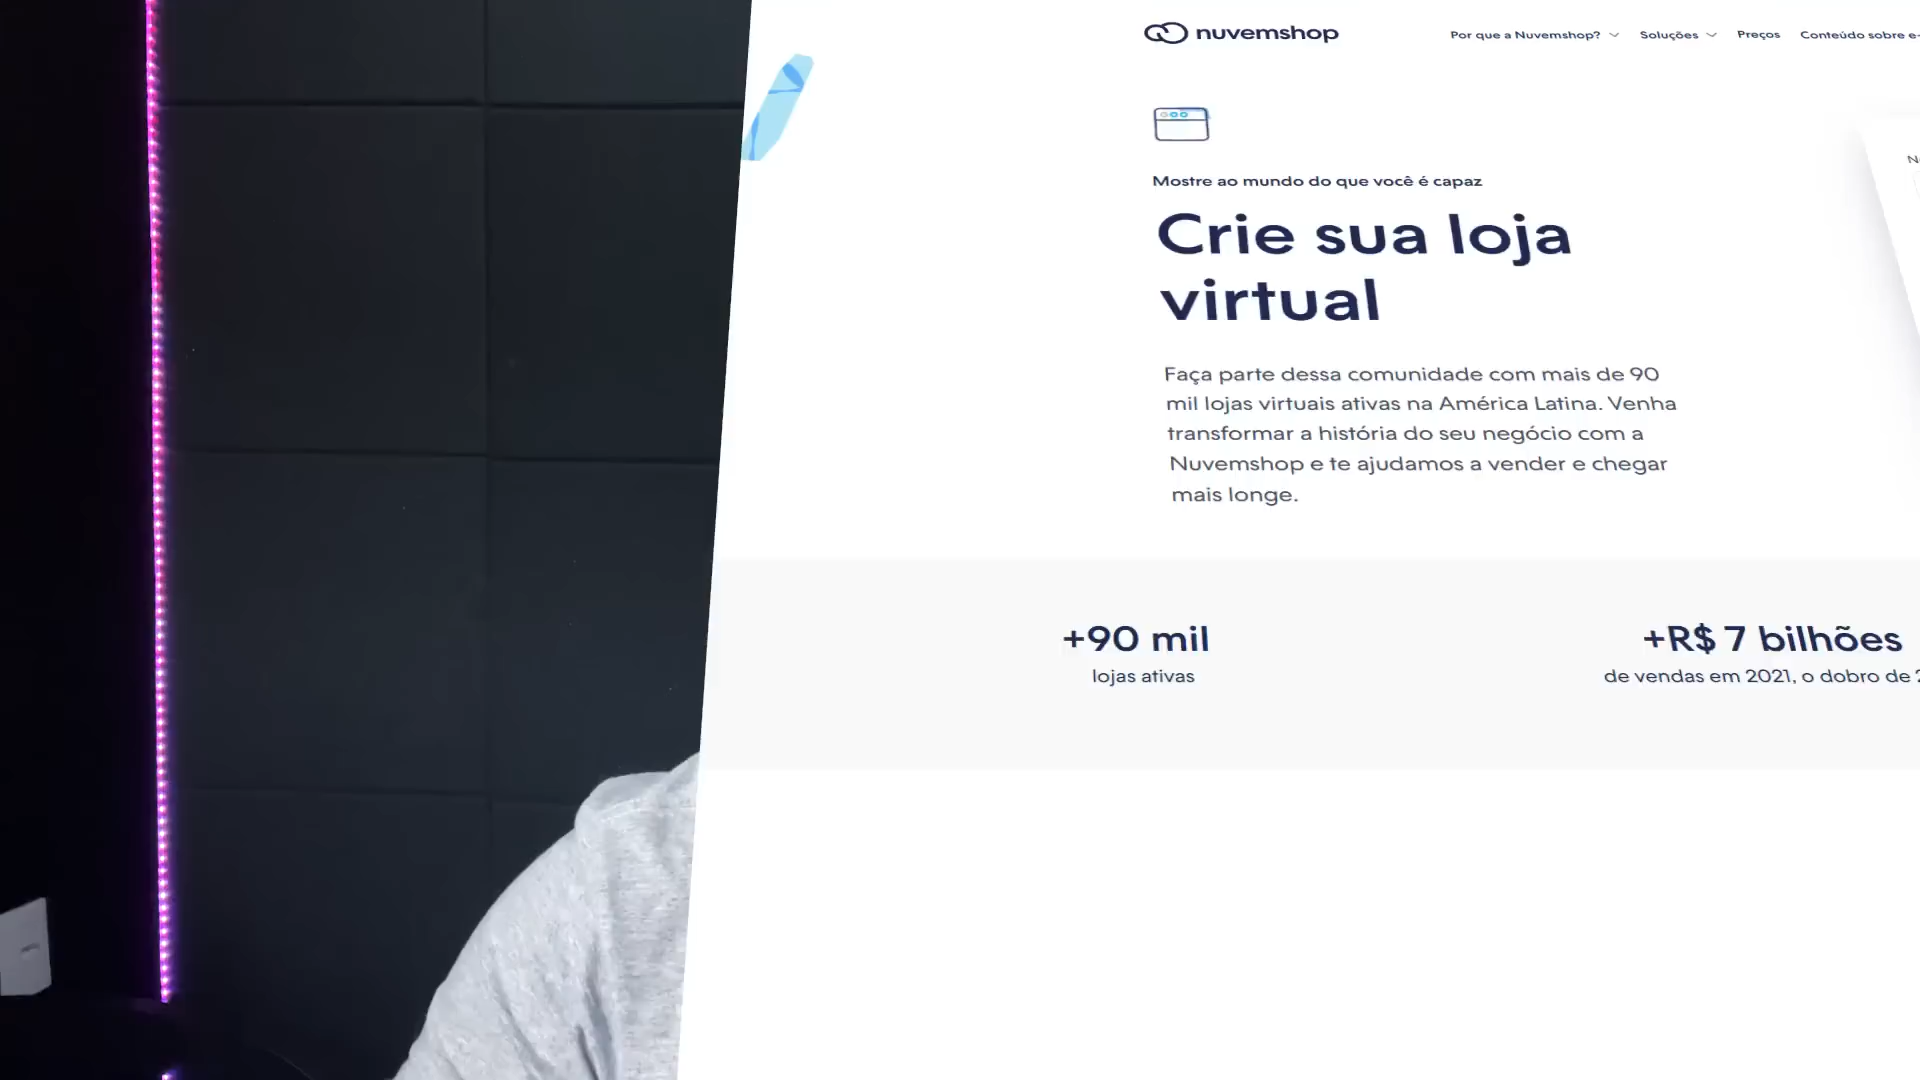 nuvemshop
Por que a Nuvemshop? Soluções Preços Conteúdo sobre
Mostre ao mundo do que você é capaz
Crie sua loja
virtual
Faça parte dessa comunidade com mais de 90
mil lojas virtuais ativas na América Latina. Venha
transformar a história do seu negócio com a
Nuvemshop e te ajudamos a vender e chegar
mais longe.
+90 mil
lojas ativas
+R$ 7 bilhões
de vendas em 2021, o dobro de